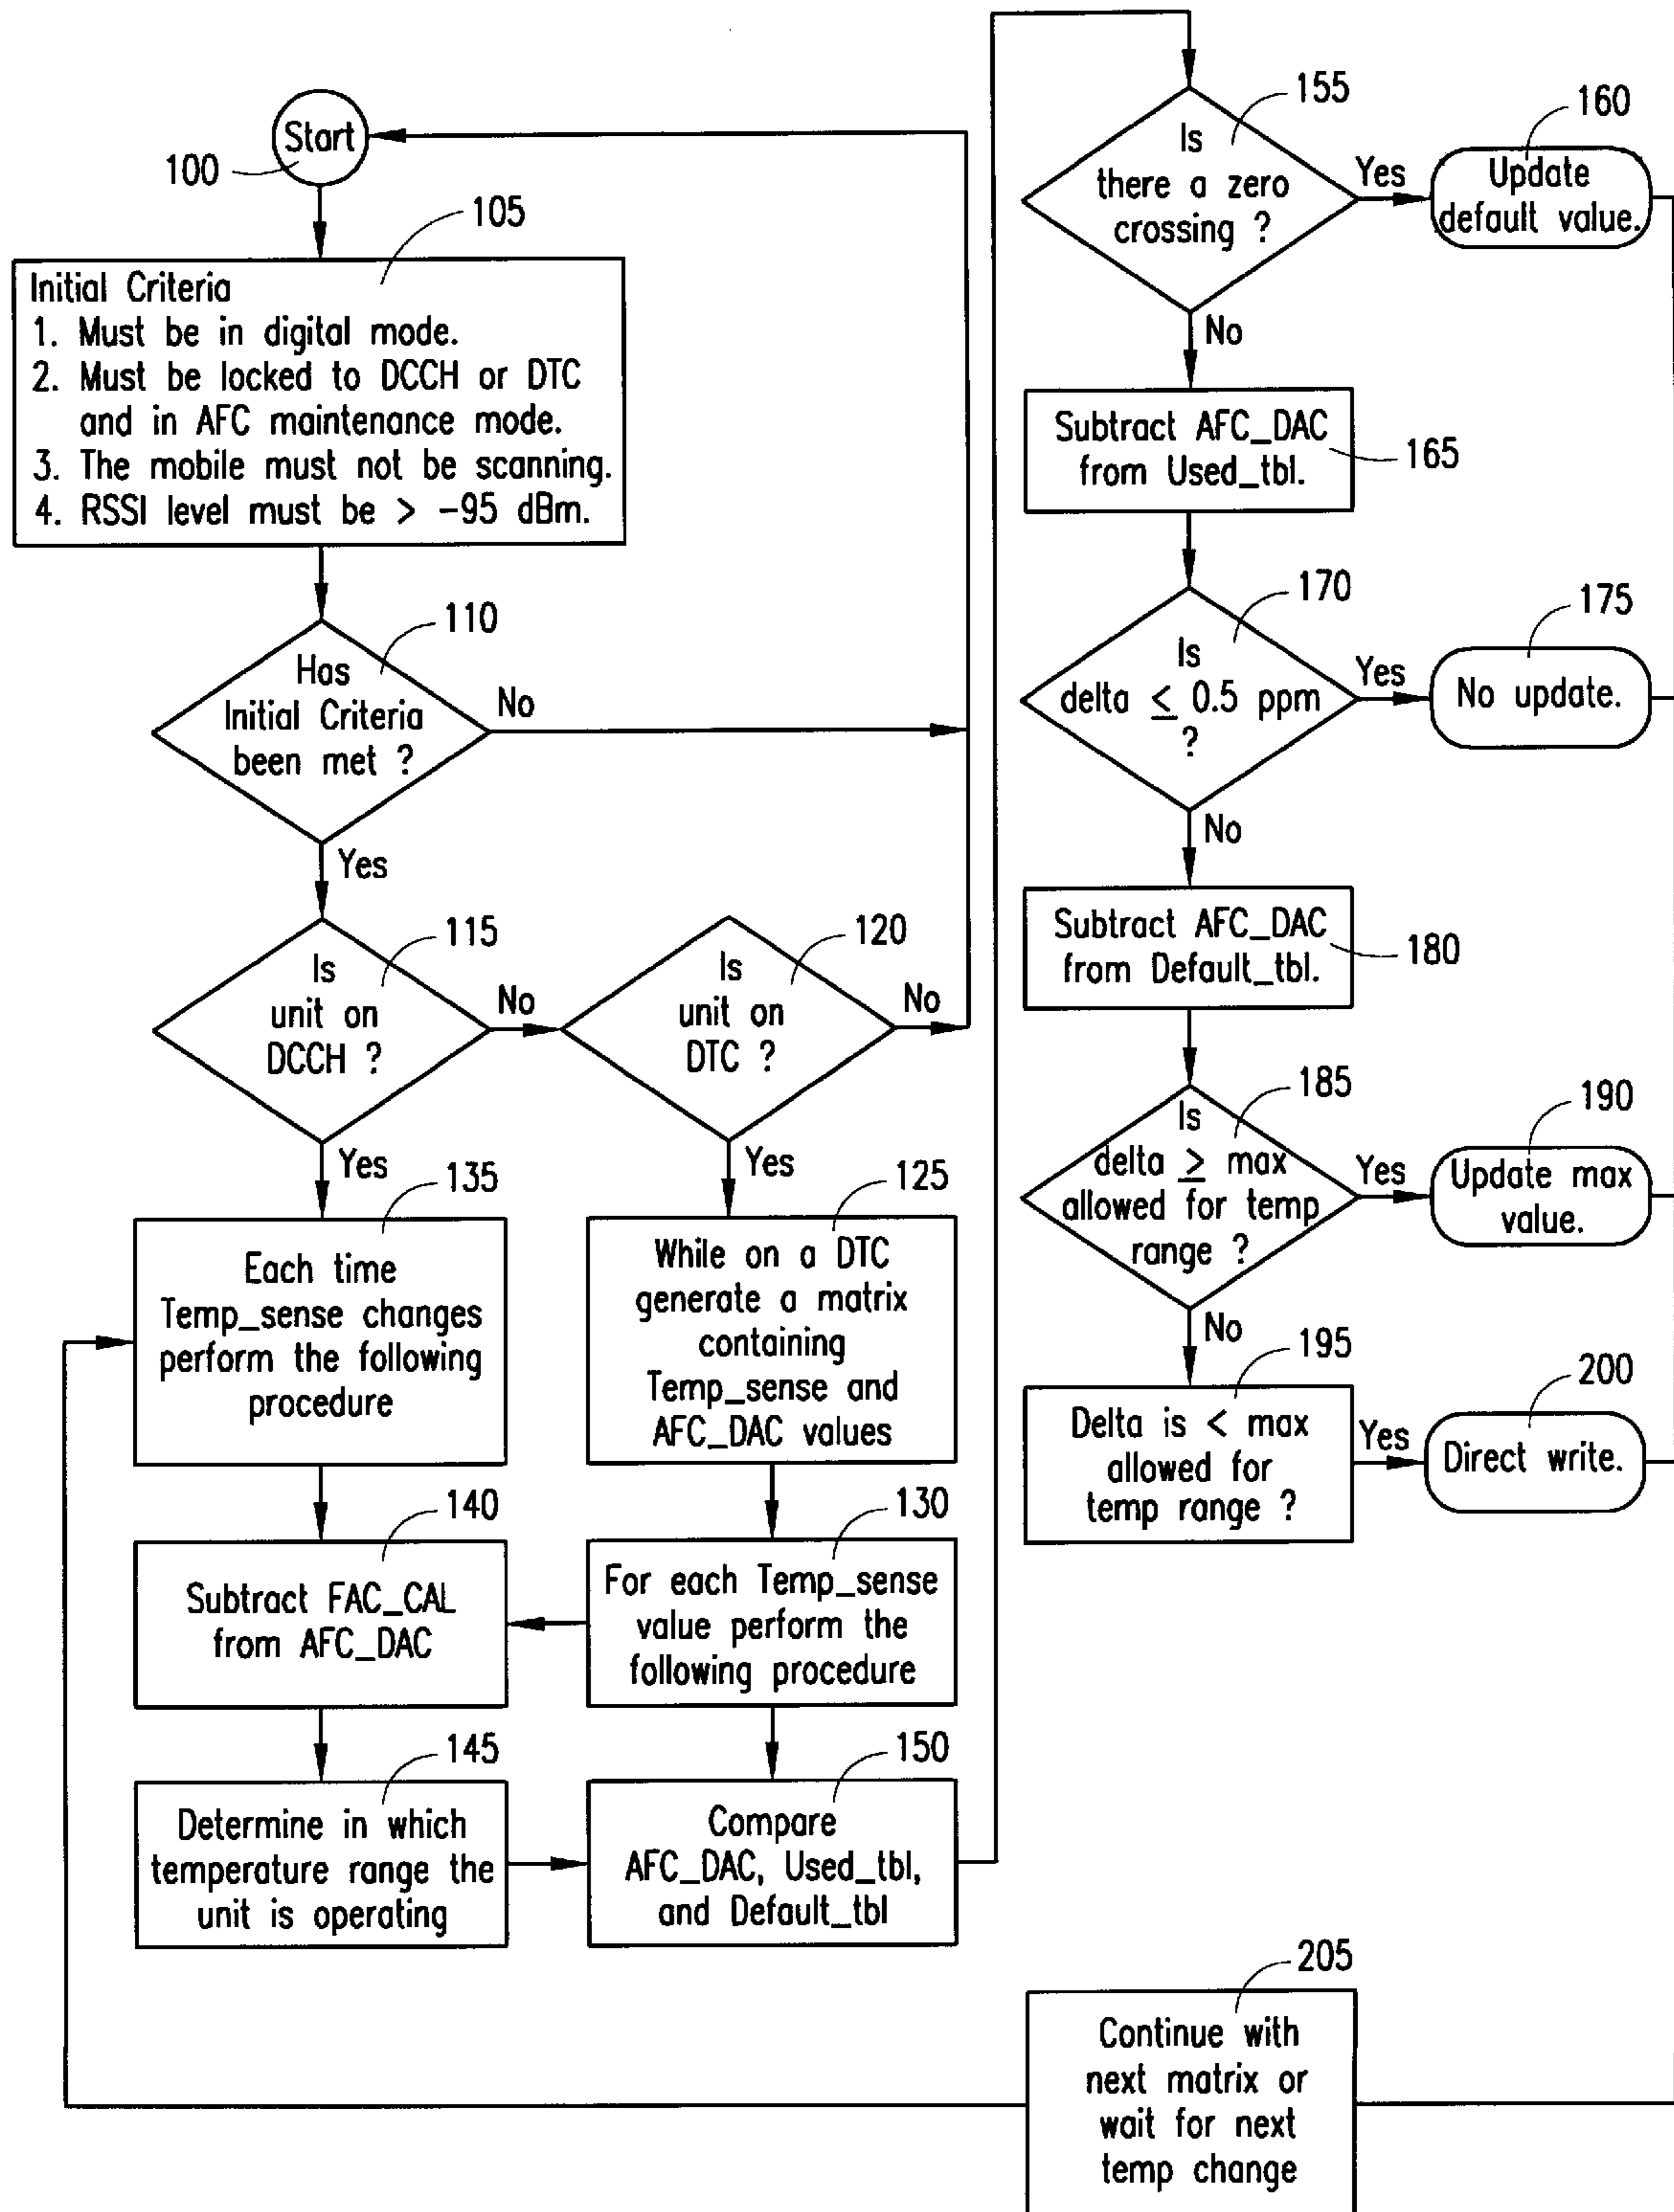 Start
100
105
Initial Criteria
1. Must be in digital mode.
2. Must be locked to DCCH or DTC
and in AFC maintenance mode.
3. The mobile must not be scanning.
4. RSSI level must be > -95 dBm.
110
Has
Initial Criteria
been met ?
No
Yes
115
Is
unit on
DCCH ?
No
Yes
120
Is
unit on
DTC ?
No
Yes
135
Each time
Temp_sense changes
perform the following
procedure
125
While on a DTC
generate a matrix
containing
Temp_sense and
AFC_DAC values
140
Subtract FAC_CAL
from AFC_DAC
130
For each Temp_sense
value perform the
following procedure
145
Determine in which
temperature range the
unit is operating
150
Compare
AFC_DAC, Used_tbl,
and Default_tbl
155
Is
there a zero
crossing ?
Yes
No
160
Update
default value.
Subtract AFC_DAC
from Used_tbl.
165
170
Is
delta ≤ 0.5 ppm
?
Yes
No
175
No update.
Subtract AFC_DAC
from Default_tbl.
180
185
Is
delta ≥ max
allowed for temp
range ?
Yes
No
190
Update max
value.
195
Delta is < max
allowed for
temp range ?
Yes
200
Direct write.
205
Continue with
next matrix or
wait for next
temp change